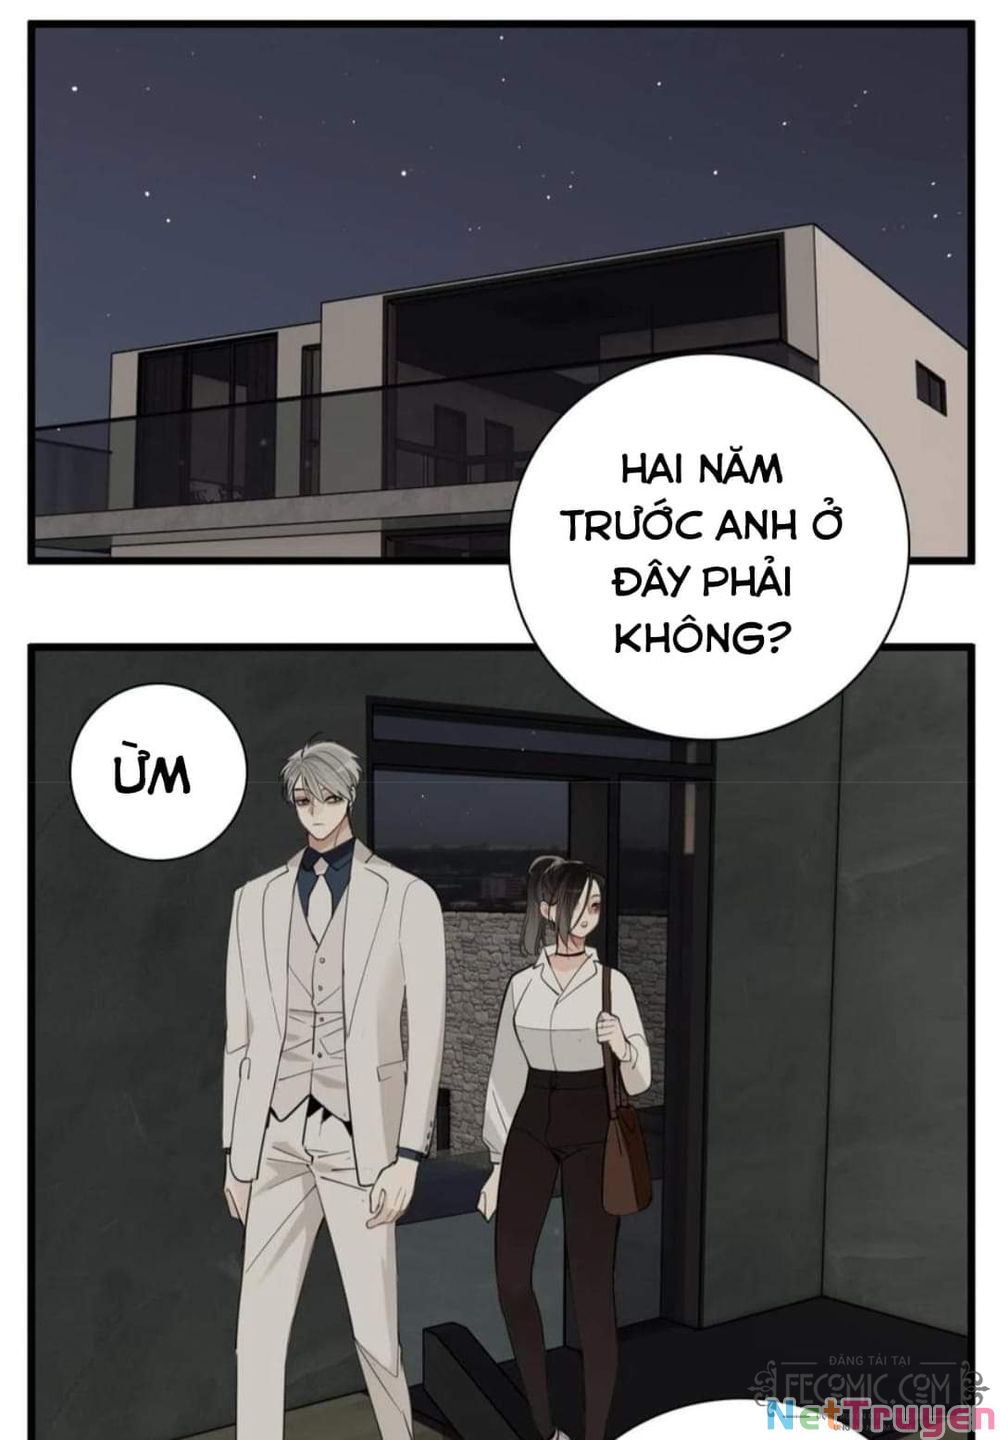 HAI NĂM
TRƯỚC ANH Ở
ĐÂY PHẢI
KHÔNG?
ỪM
ĐĂNG TẢI TẠI
FECOMIC.COM
NetTruyen